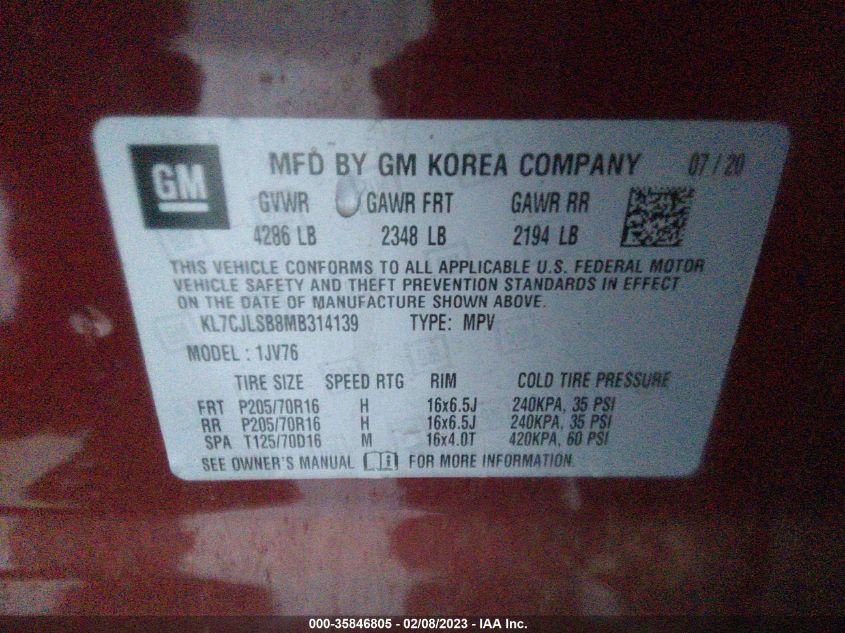 GM
MFD BY GM KOREA COMPANY 07/20
GVWR GAWR FRT GAWR RR
4286 LB 2348 LB 2194 LB
THIS VEHICLE CONFORMS TO ALL APPLICABLE U.S. FEDERAL MOTOR
VEHICLE SAFETY AND THEFT PREVENTION STANDARDS IN EFFECT
ON THE DATE OF MANUFACTURE SHOWN ABOVE.
KL7CJLSB8MB314139 TYPE: MPV
MODEL : 1JV76
TIRE SIZE SPEED RTG RIM COLD TIRE PRESSURE
FRT P205/70R16 H 16x6.5J 240KPA, 35 PSI
RR P205/70R16 H 16x6.5J 240KPA, 35 PSI
SPA T125/70D16 M 16x4.0T 420KPA, 60 PSI
SEE OWNER'S MANUAL FOR MORE INFORMATION.
000-35846805 - 02/08/2023 - IAA Inc.